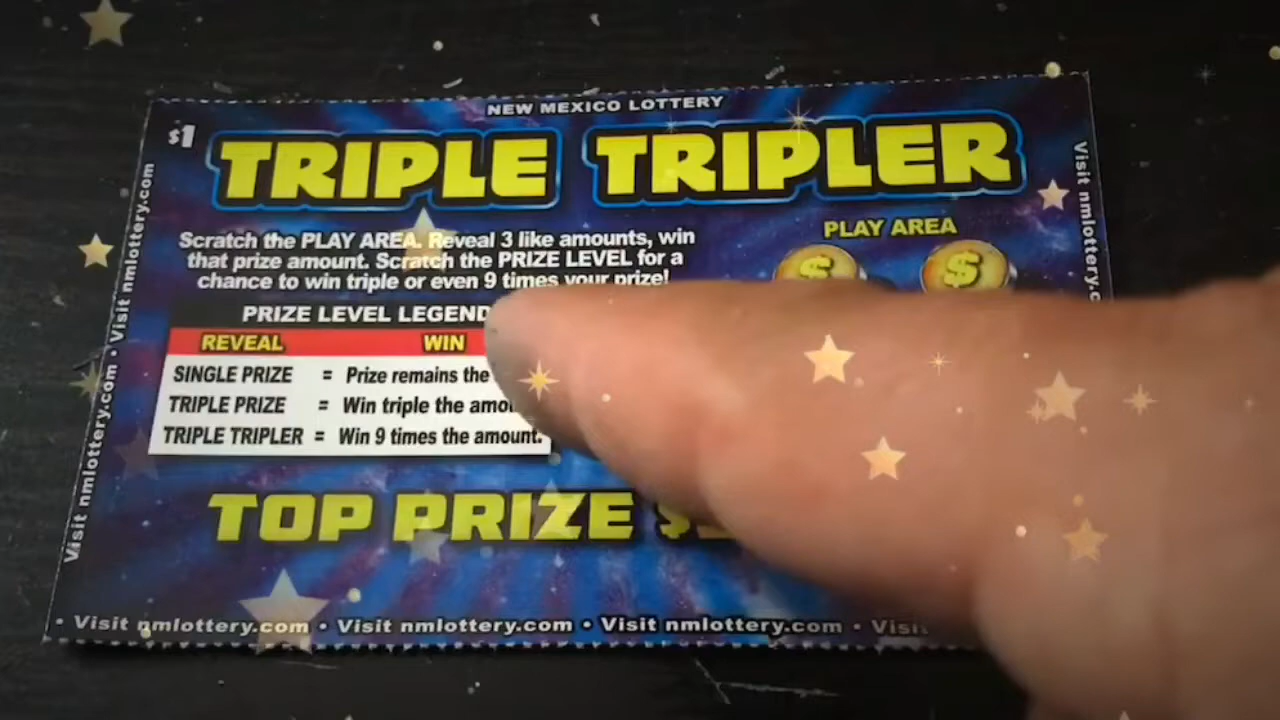 NEW MEXICO LOTTERY
$1
TRIPLE TRIPLER
Scratch the PLAY AREA. Reveal 3 like amounts, win
that prize amount. Scratch the PRIZE LEVEL for a
chance to win triple or even 9 times your prize!
PLAY AREA
$ $
PRIZE LEVEL LEGEND
REVEAL WIN
SINGLE PRIZE = Prize remains the
TRIPLE PRIZE = Win triple the
TRIPLE TRIPLER = Win 9 times the amount.
TOP PRIZE
• Visit nmlottery.com • Visit nmlottery.com • Visit nmlottery.com •
Visit nmlottery.com • Visit nmlottery.com
Visit nmlottery.